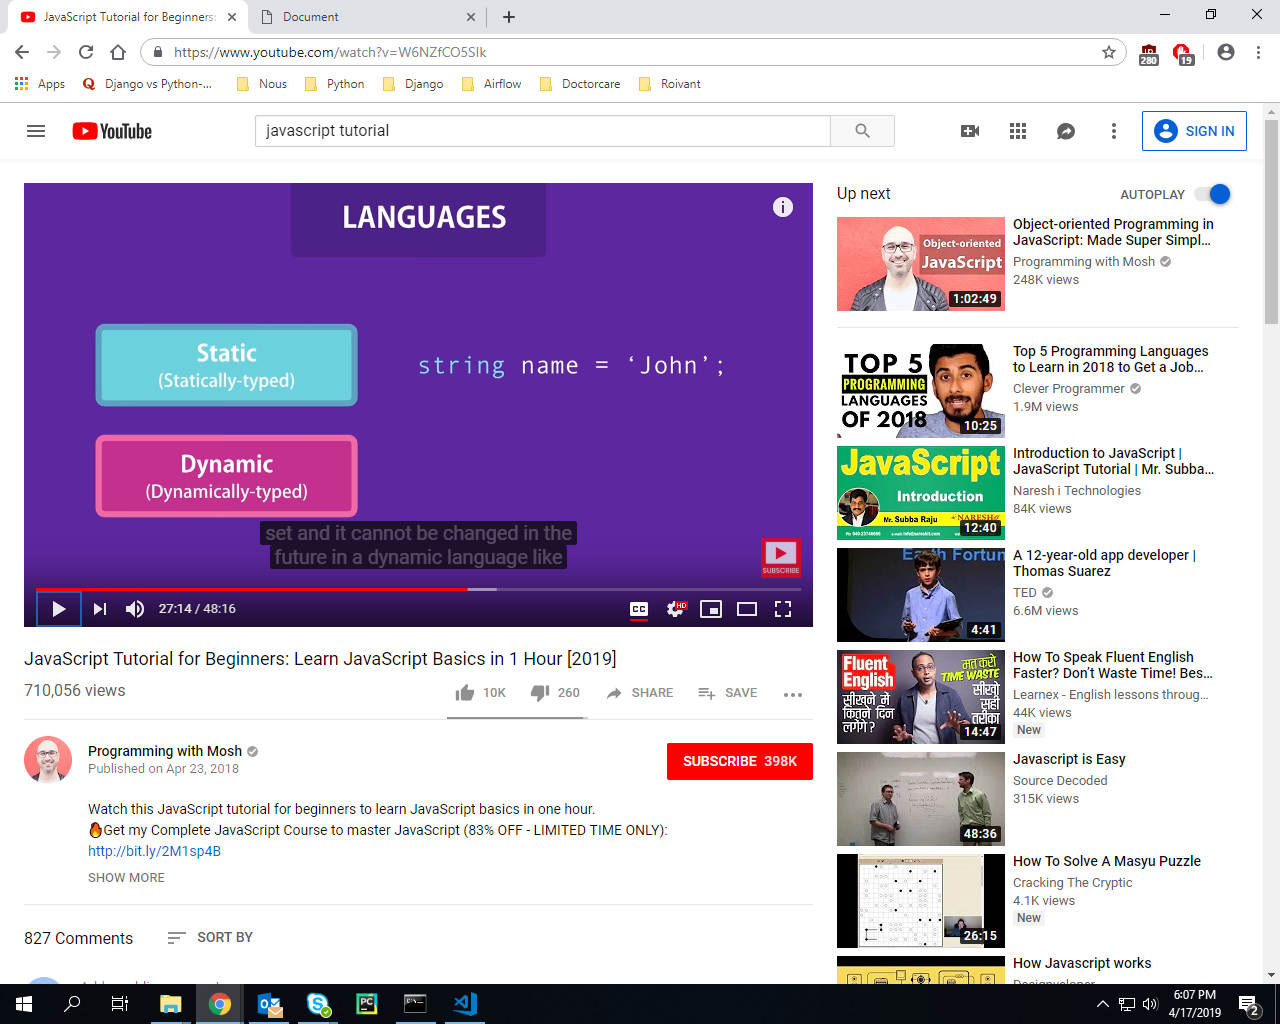 JavaScript Tutorial for Beginners:
Document
https://www.youtube.com/watch?v=W6NZfCO5SIk
280
19
Apps
Django vs Python-...
Nous
Python
Django
Airflow
Doctorcare
Roivant
YouTube
javascript tutorial
SIGN IN
LANGUAGES
Static
(Statically-typed)
string name = ‘John’;
Dynamic
(Dynamically-typed)
set and it cannot be changed in the
future in a dynamic language like
SUBSCRIBE
27:14 / 48:16
CC
HD
JavaScript Tutorial for Beginners: Learn JavaScript Basics in 1 Hour [2019]
710,056 views
10K
260
SHARE
SAVE
Programming with Mosh
Published on Apr 23, 2018
SUBSCRIBE 398K
Watch this JavaScript tutorial for beginners to learn JavaScript basics in one hour.
🔥Get my Complete JavaScript Course to master JavaScript (83% OFF - LIMITED TIME ONLY):
http://bit.ly/2M1sp4B
SHOW MORE
827 Comments
SORT BY
Up next
AUTOPLAY
Object-oriented
JavaScript
1:02:49
Object-oriented Programming in
JavaScript: Made Super Simpl...
Programming with Mosh
248K views
TOP 5
PROGRAMMING
LANGUAGES
OF 2018
10:25
Top 5 Programming Languages
to Learn in 2018 to Get a Job...
Clever Programmer
1.9M views
JavaScript
Introduction
Mr. Subba Raju
12:40
Introduction to JavaScript |
JavaScript Tutorial | Mr. Subba...
Naresh i Technologies
84K views
Earth Fortun
4:41
A 12-year-old app developer |
Thomas Suarez
TED
6.6M views
Fluent
English
सीखने में
कितने दिन
लगेंगे?
मत करो
TIME WASTE
सीखो
सही
तरीका
14:47
How To Speak Fluent English
Faster? Don’t Waste Time! Bes...
Learnex - English lessons throug...
44K views
New
48:36
Javascript is Easy
Source Decoded
315K views
26:15
How To Solve A Masyu Puzzle
Cracking The Cryptic
4.1K views
New
How Javascript works
PC
6:07 PM
4/17/2019
2